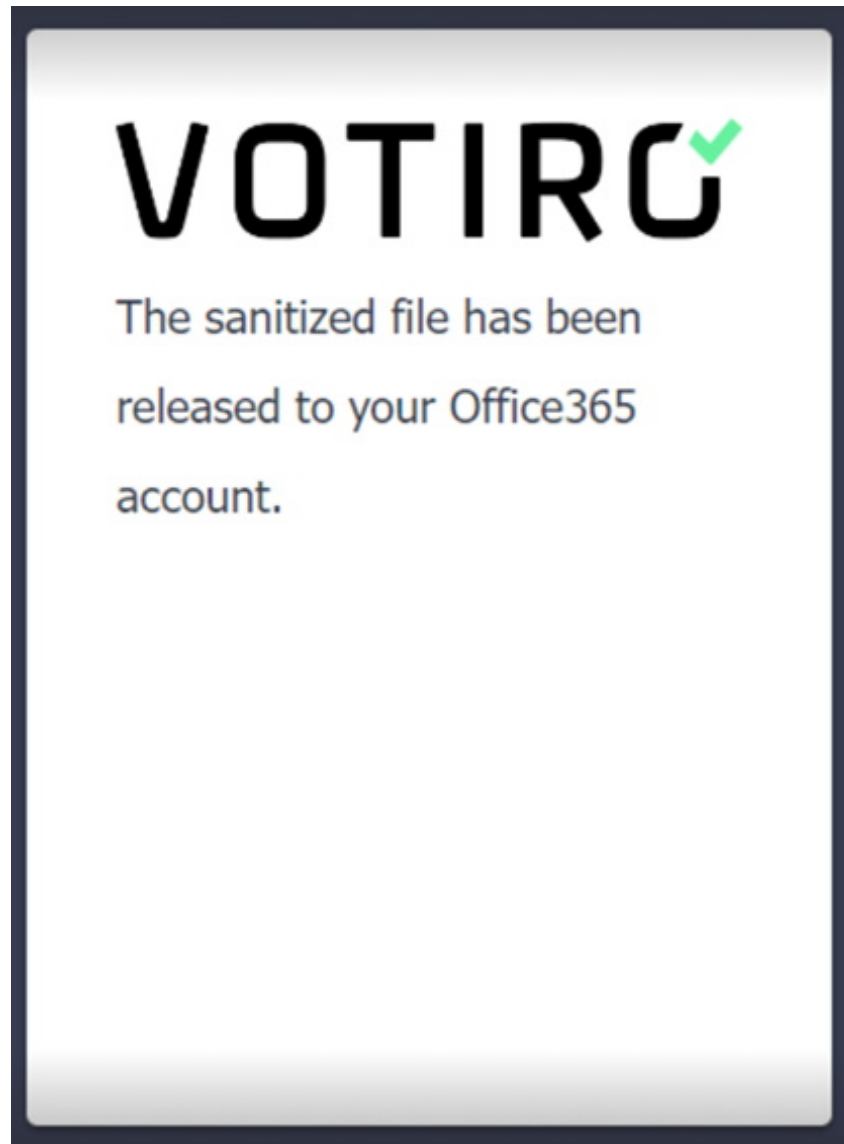 VOTIRO
The sanitized file has been
released to your Office365
account.